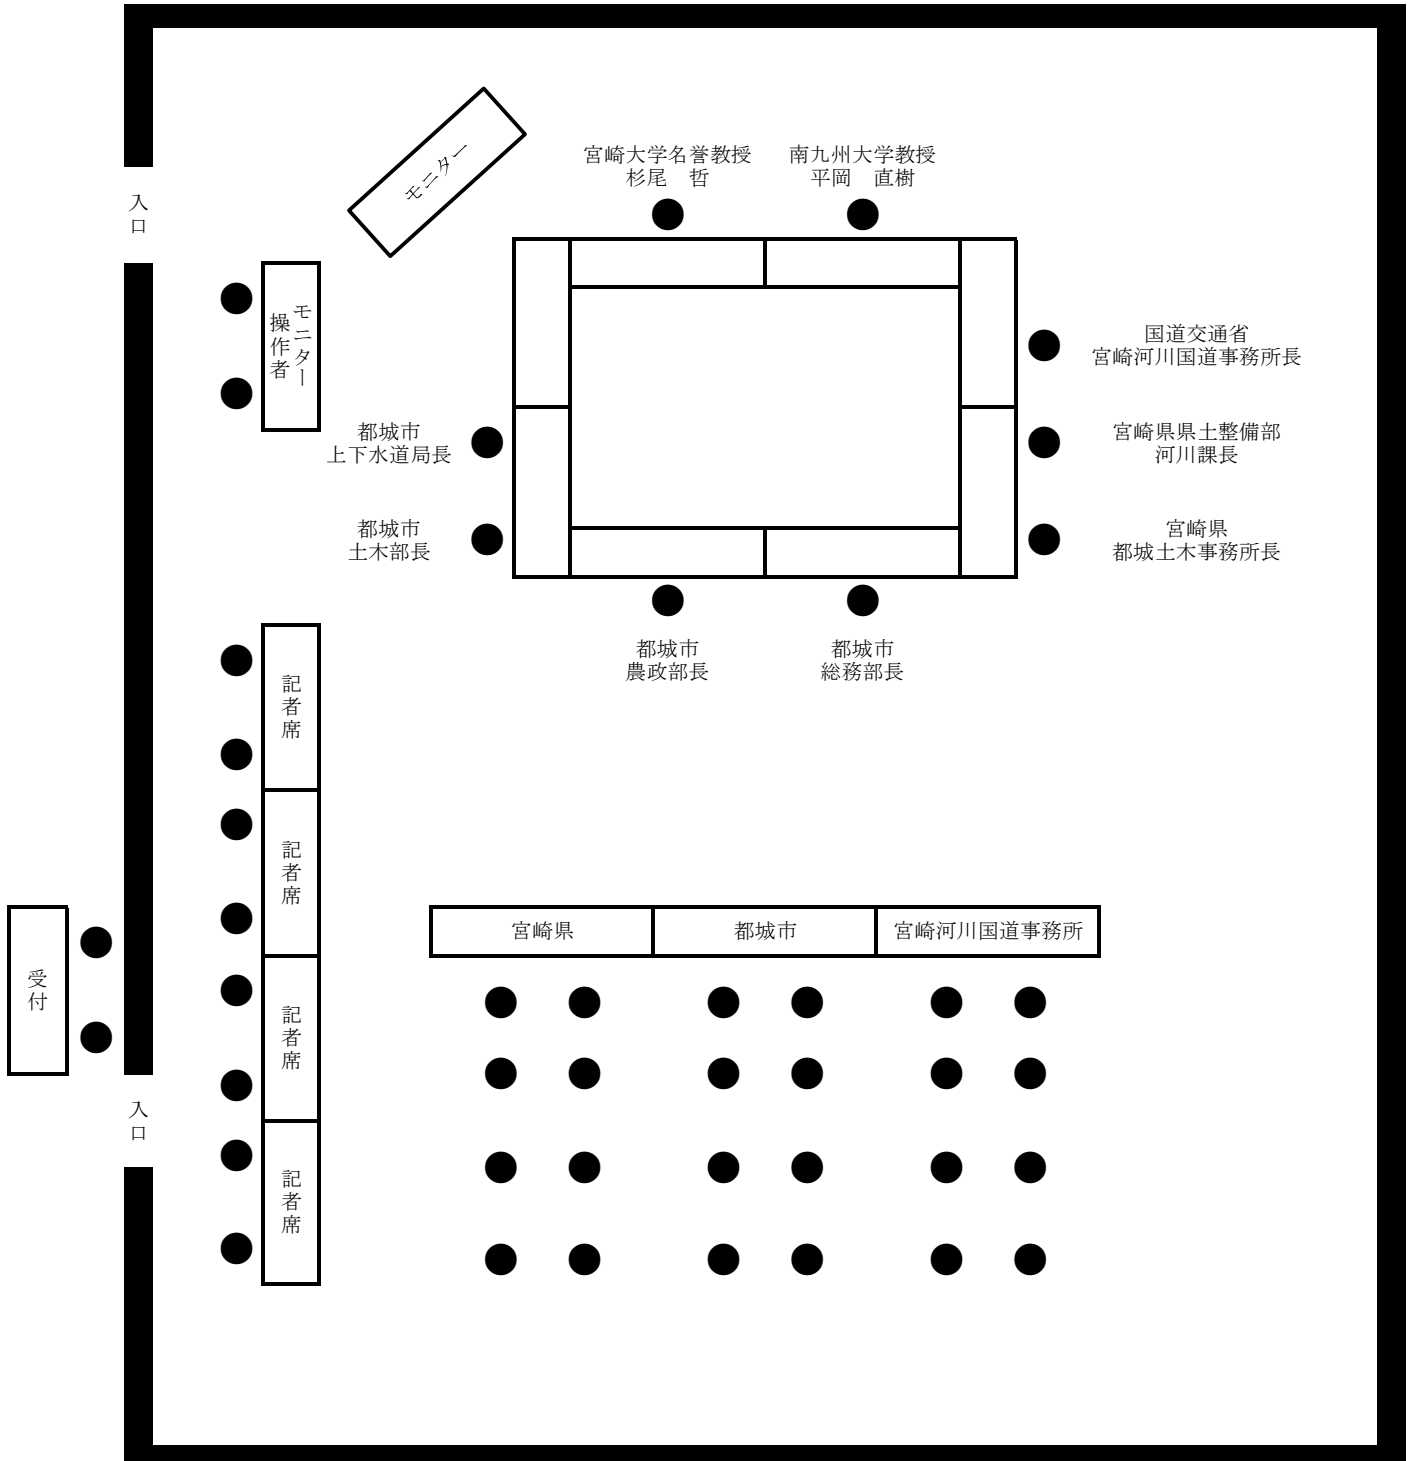 モニター
宮崎大学名誉教授
杉尾　哲
南九州大学教授
平岡　直樹
入口
モニター
操作者
国道交通省
宮崎河川国道事務所長
都城市
上下水道局長
宮崎県県土整備部
河川課長
都城市
土木部長
宮崎県
都城土木事務所長
都城市
農政部長
都城市
総務部長
記者席
記者席
記者席
記者席
受付
入口
宮崎県
都城市
宮崎河川国道事務所